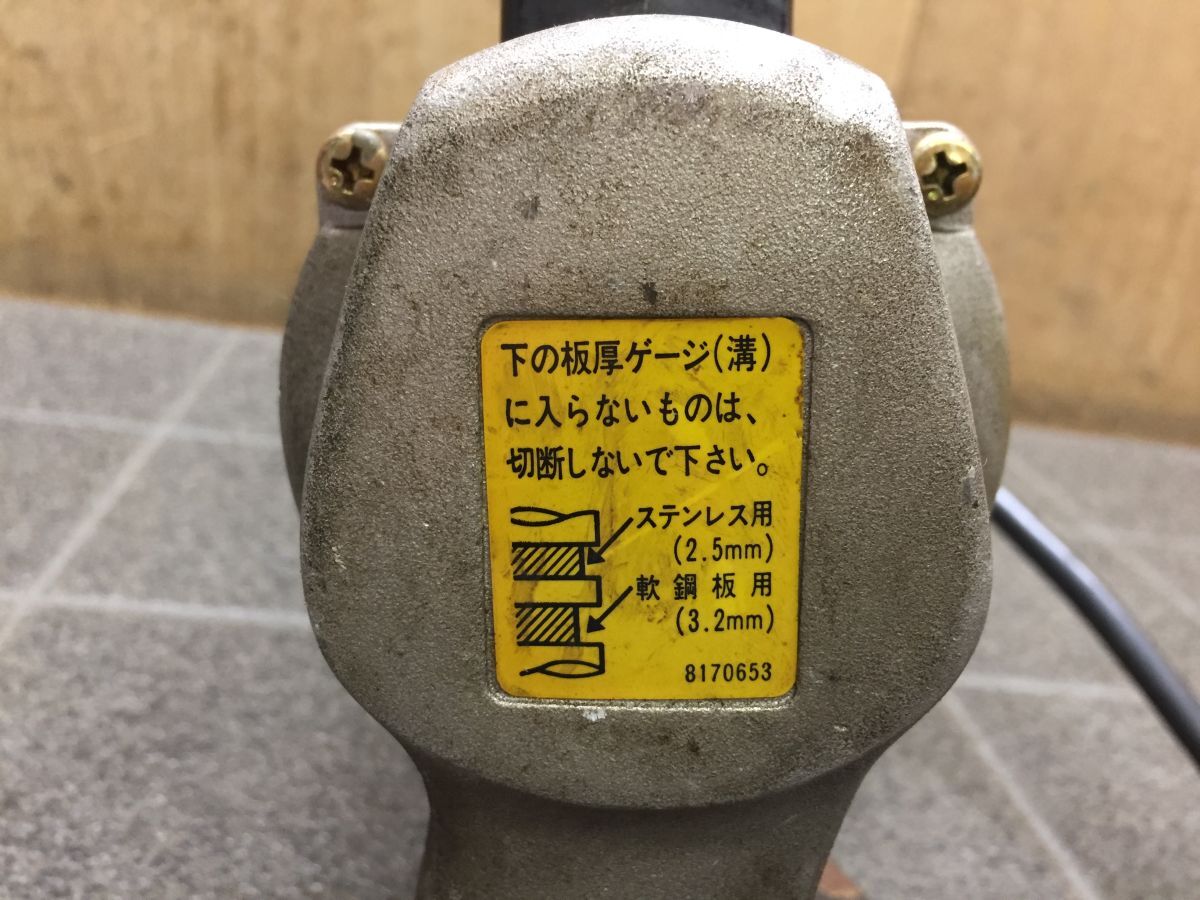 下の板厚ゲージ(溝)
に入らないものは、
切断しないで下さい。
ステンレス用
(2.5mm)
軟鋼板用
(3.2mm)
8170653